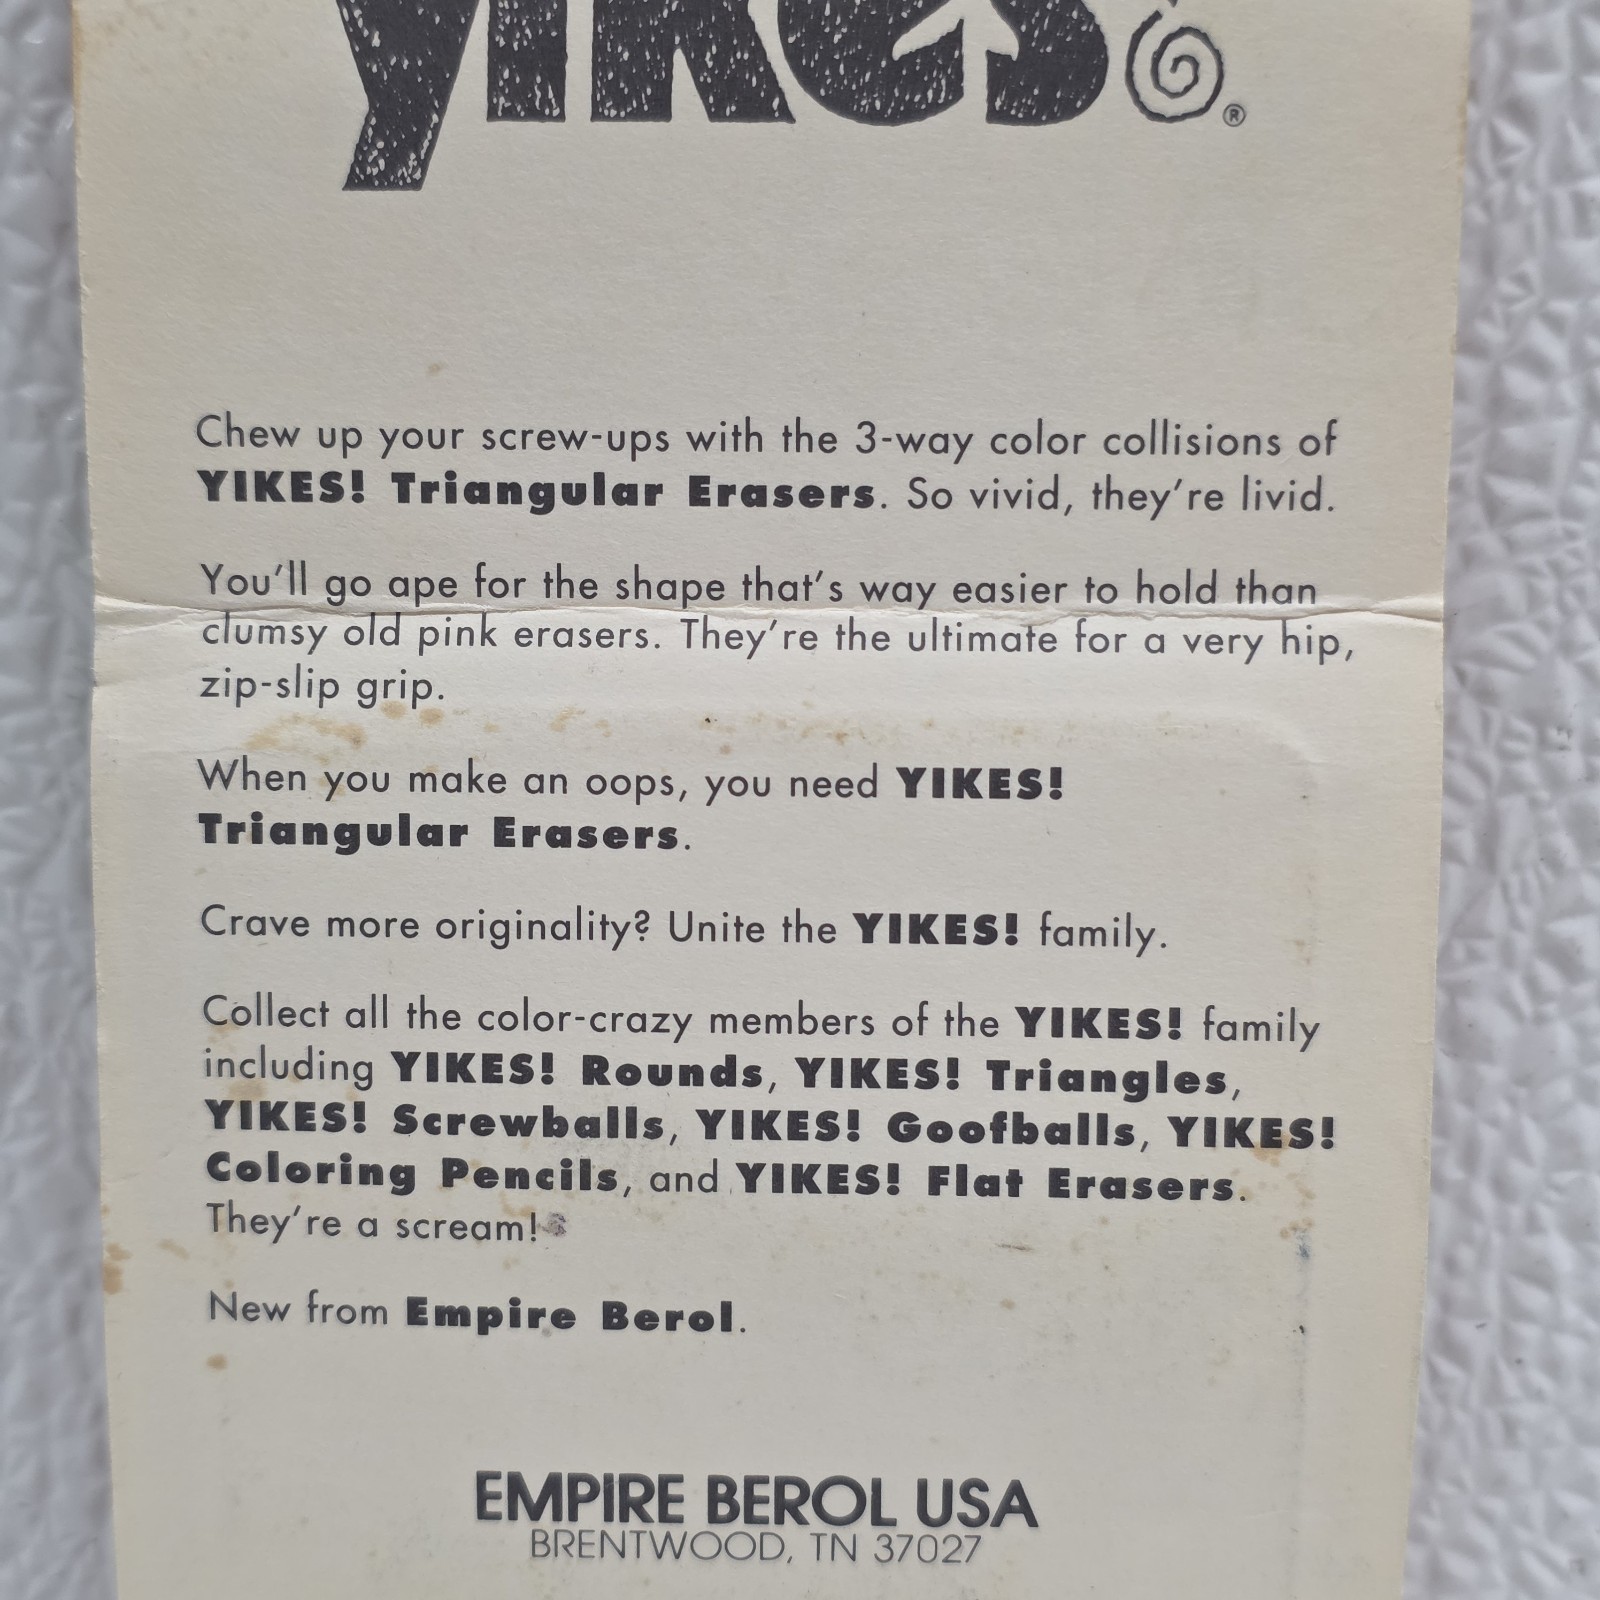 YIKES!®
Chew up your screw-ups with the 3-way color collisions of
YIKES! Triangular Erasers. So vivid, they're livid.
You'll go ape for the shape that's way easier to hold than
clumsy old pink erasers. They're the ultimate for a very hip,
zip-slip grip.
When you make an oops, you need YIKES!
Triangular Erasers.
Crave more originality? Unite the YIKES! family.
Collect all the color-crazy members of the YIKES! family
including YIKES! Rounds, YIKES! Triangles,
YIKES! Screwballs, YIKES! Goofballs, YIKES!
Coloring Pencils, and YIKES! Flat Erasers.
They're a scream!
New from Empire Berol.
EMPIRE BEROL USA
BRENTWOOD, TN 37027